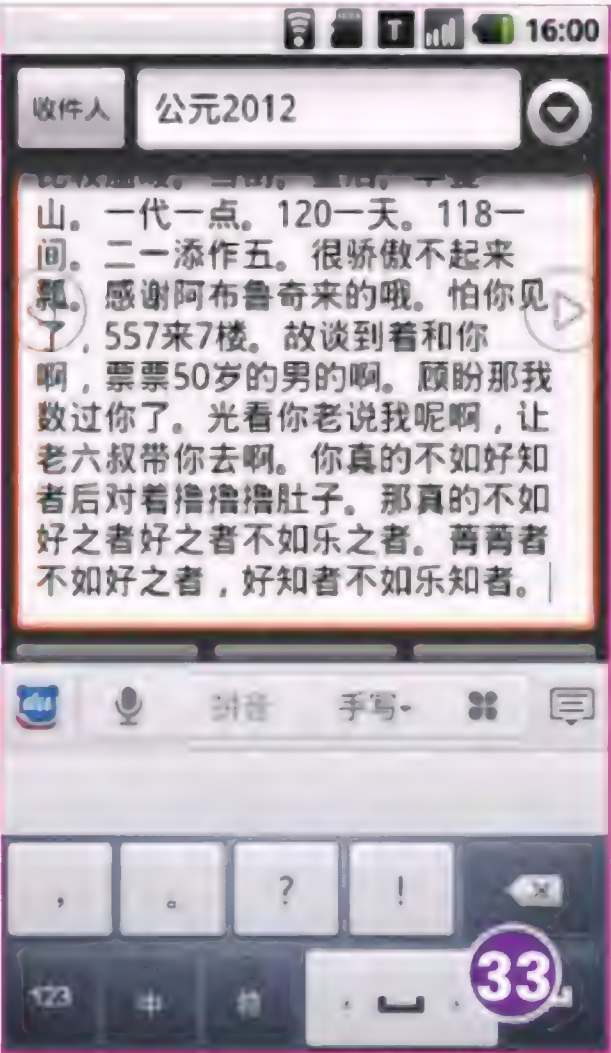 16:00
收件人 公元2012
山。一代一点。120一天。118一
间。二一添作五。很骄傲不起来
瓢。感谢阿布鲁奇来的哦。怕你见
了，557来7楼。故谈到着和你
啊，票票50岁的男的啊。顾盼那我
数过你了。光看你老说我呢啊，让
老六叔带你去啊。你真的不如好知
者后对着撸撸撸肚子。那真的不如
好之者好之者不如乐之者。菁菁者
不如好之者，好知者不如乐知者。
拼音 手写
， 。 ? !
123 中 符
33